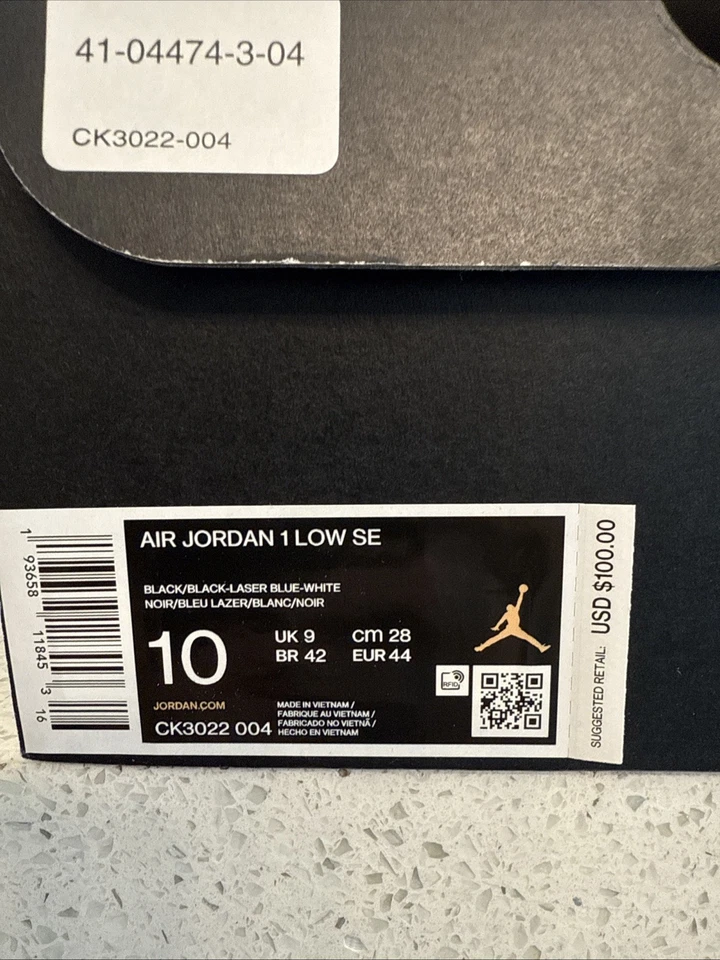 41-04474-3-04
CK3022-004
AIR JORDAN 1 LOW SE
BLACK/BLACK-LASER BLUE-WHITE
NOIR/BLEU LAZER/BLANC/NOIR
10
UK 9 cm 28
BR 42 EUR 44
RFID
JORDAN.COM
CK3022 004
MADE IN VIETNAM /
FABRIQUE AU VIETNAM /
FABRICADO NO VIETNÃ /
HECHO EN VIETNAM
1 93658 11845 3 16
SUGGESTED RETAIL: USD $100.00